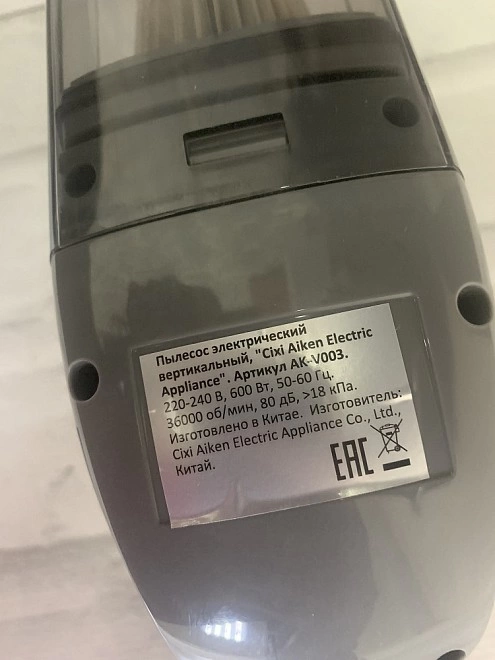 Пылесос электрический
вертикальный, "Cixi Aiken Electric
Appliance". Артикул AK-V003.
220-240 В, 600 Вт, 50-60 Гц.
36000 об/мин, 80 дБ, >18 кПа.
Изготовлено в Китае. Изготовитель:
Cixi Aiken Electric Appliance Co., Ltd.,
Китай.
EAC